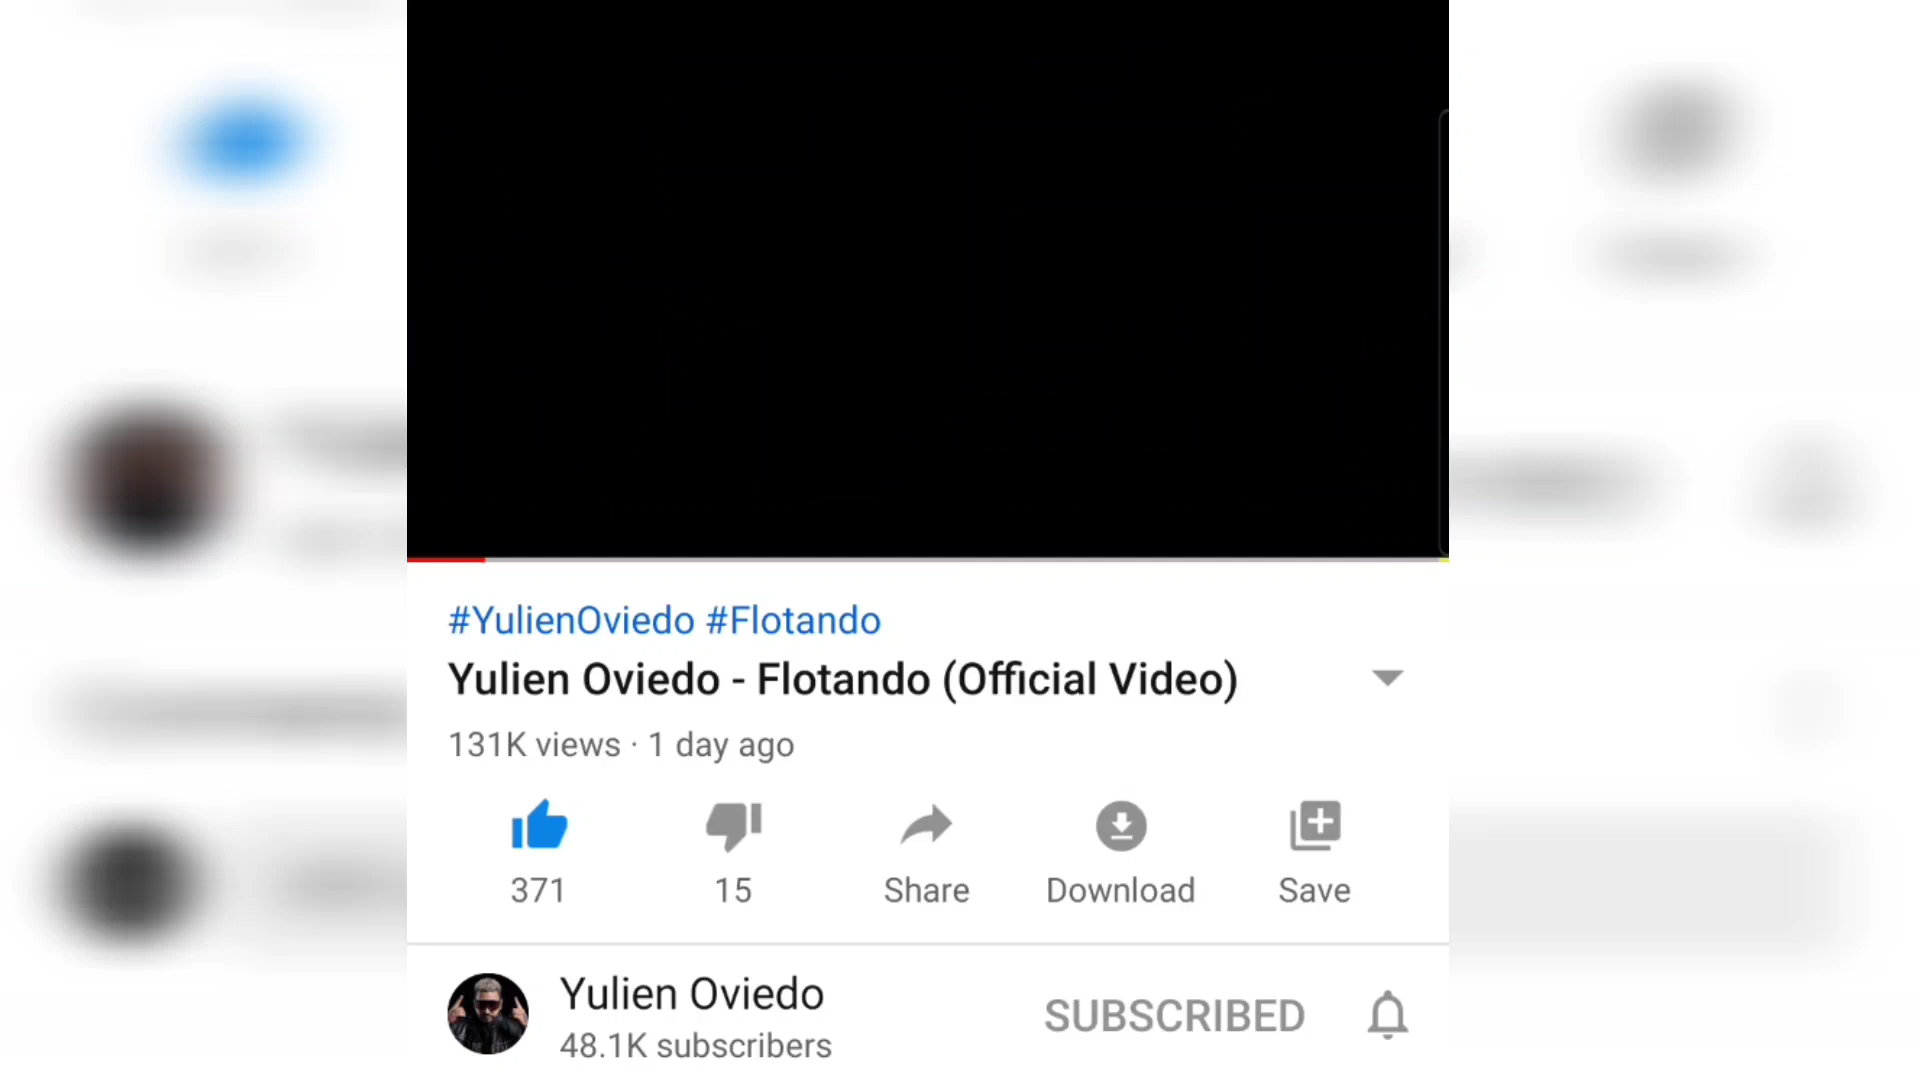 #YulienOviedo #Flotando
Yulien Oviedo - Flotando (Official Video)
131K views · 1 day ago
371 15 Share Download Save
Yulien Oviedo
SUBSCRIBED
48.1K subscribers